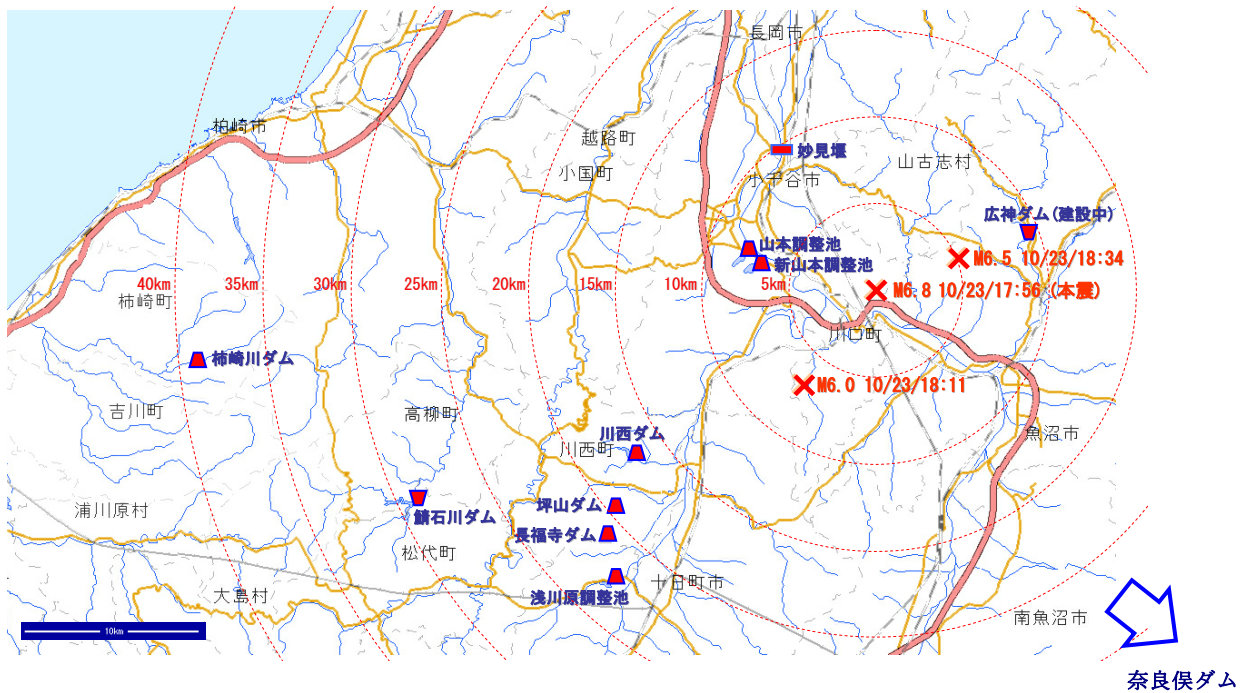 長岡市
柏崎市
越路町
妙見堰
小国町
小千谷市
山古志村
広神ダム(建設中)
山本調整池
新山本調整池
M6.5 10/23/18:34
40km
35km
30km
25km
20km
15km
10km
5km
M6.8 10/23/17:56 (本震)
柿崎町
川口町
柿崎川ダム
M6.0 10/23/18:11
吉川町
高柳町
川西ダム
魚沼市
川西町
浦川原村
坪山ダム
鯖石川ダム
長福寺ダム
松代町
十日町市
大島村
浅川原調整池
南魚沼市
10km
奈良俣ダム